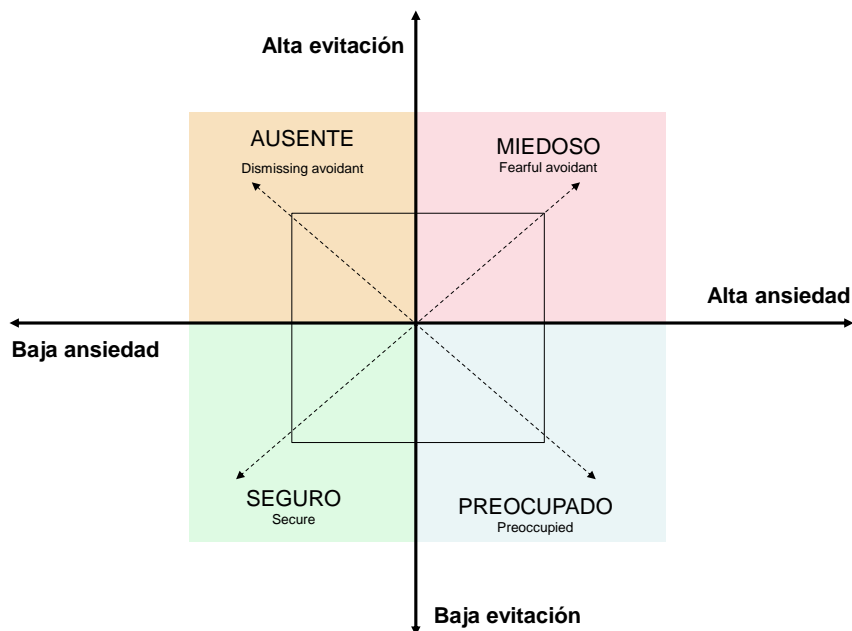 Alta evitación
AUSENTE
Dismissing avoidant
MIEDOSO
Fearful avoidant
Alta ansiedad
Baja ansiedad
SEGURO
Secure
PREOCUPADO
Preoccupied
Baja evitación